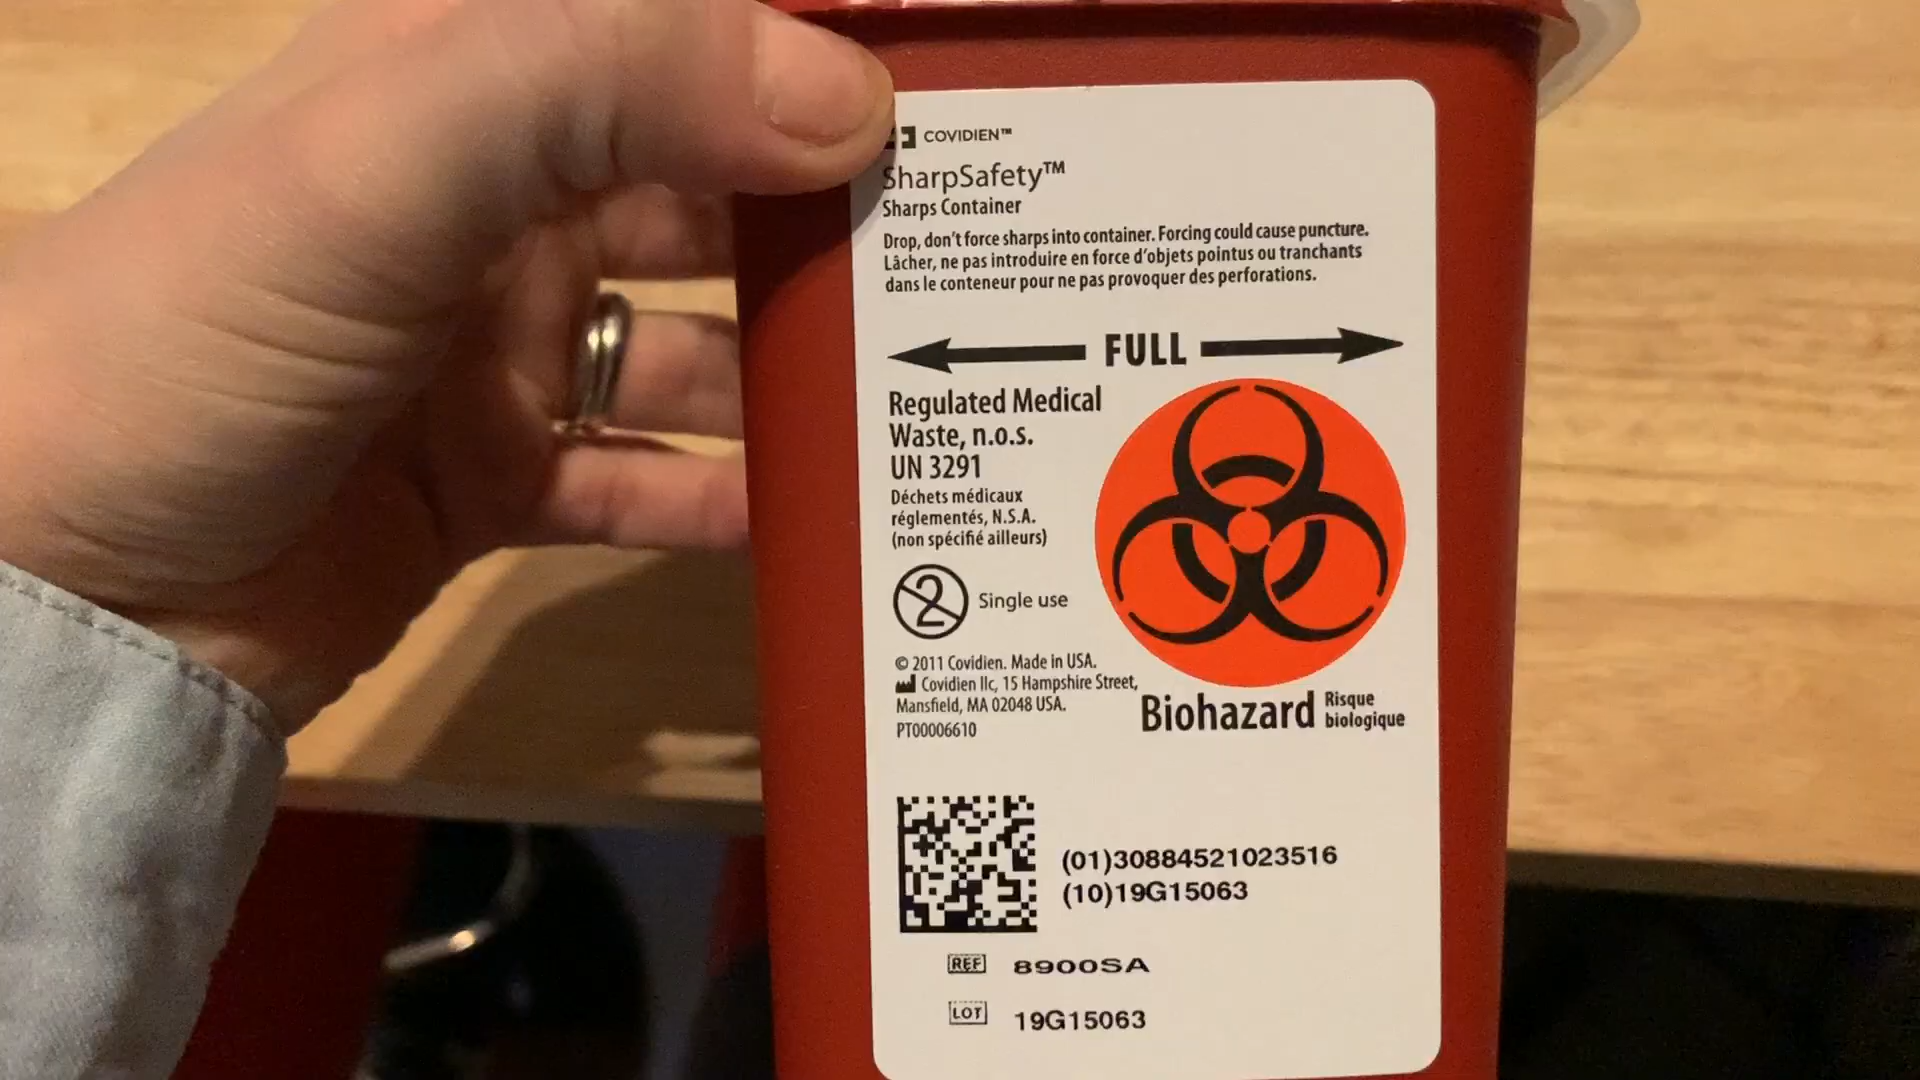 COVIDIEN™
SharpSafety™
Sharps Container
Drop, don't force sharps into container. Forcing could cause puncture.
Lâcher, ne pas introduire en force d'objets pointus ou tranchants
dans le conteneur pour ne pas provoquer des perforations.
FULL
Regulated Medical
Waste, n.o.s.
UN 3291
Déchets médicaux
réglementés, N.S.A.
(non spécifié ailleurs)
2 Single use
© 2011 Covidien. Made in USA.
Covidien llc, 15 Hampshire Street,
Mansfield, MA 02048 USA.
PT00006610
Biohazard
Risque
biologique
(01)30884521023516
(10)19G15063
REF 8900SA
LOT 19G15063